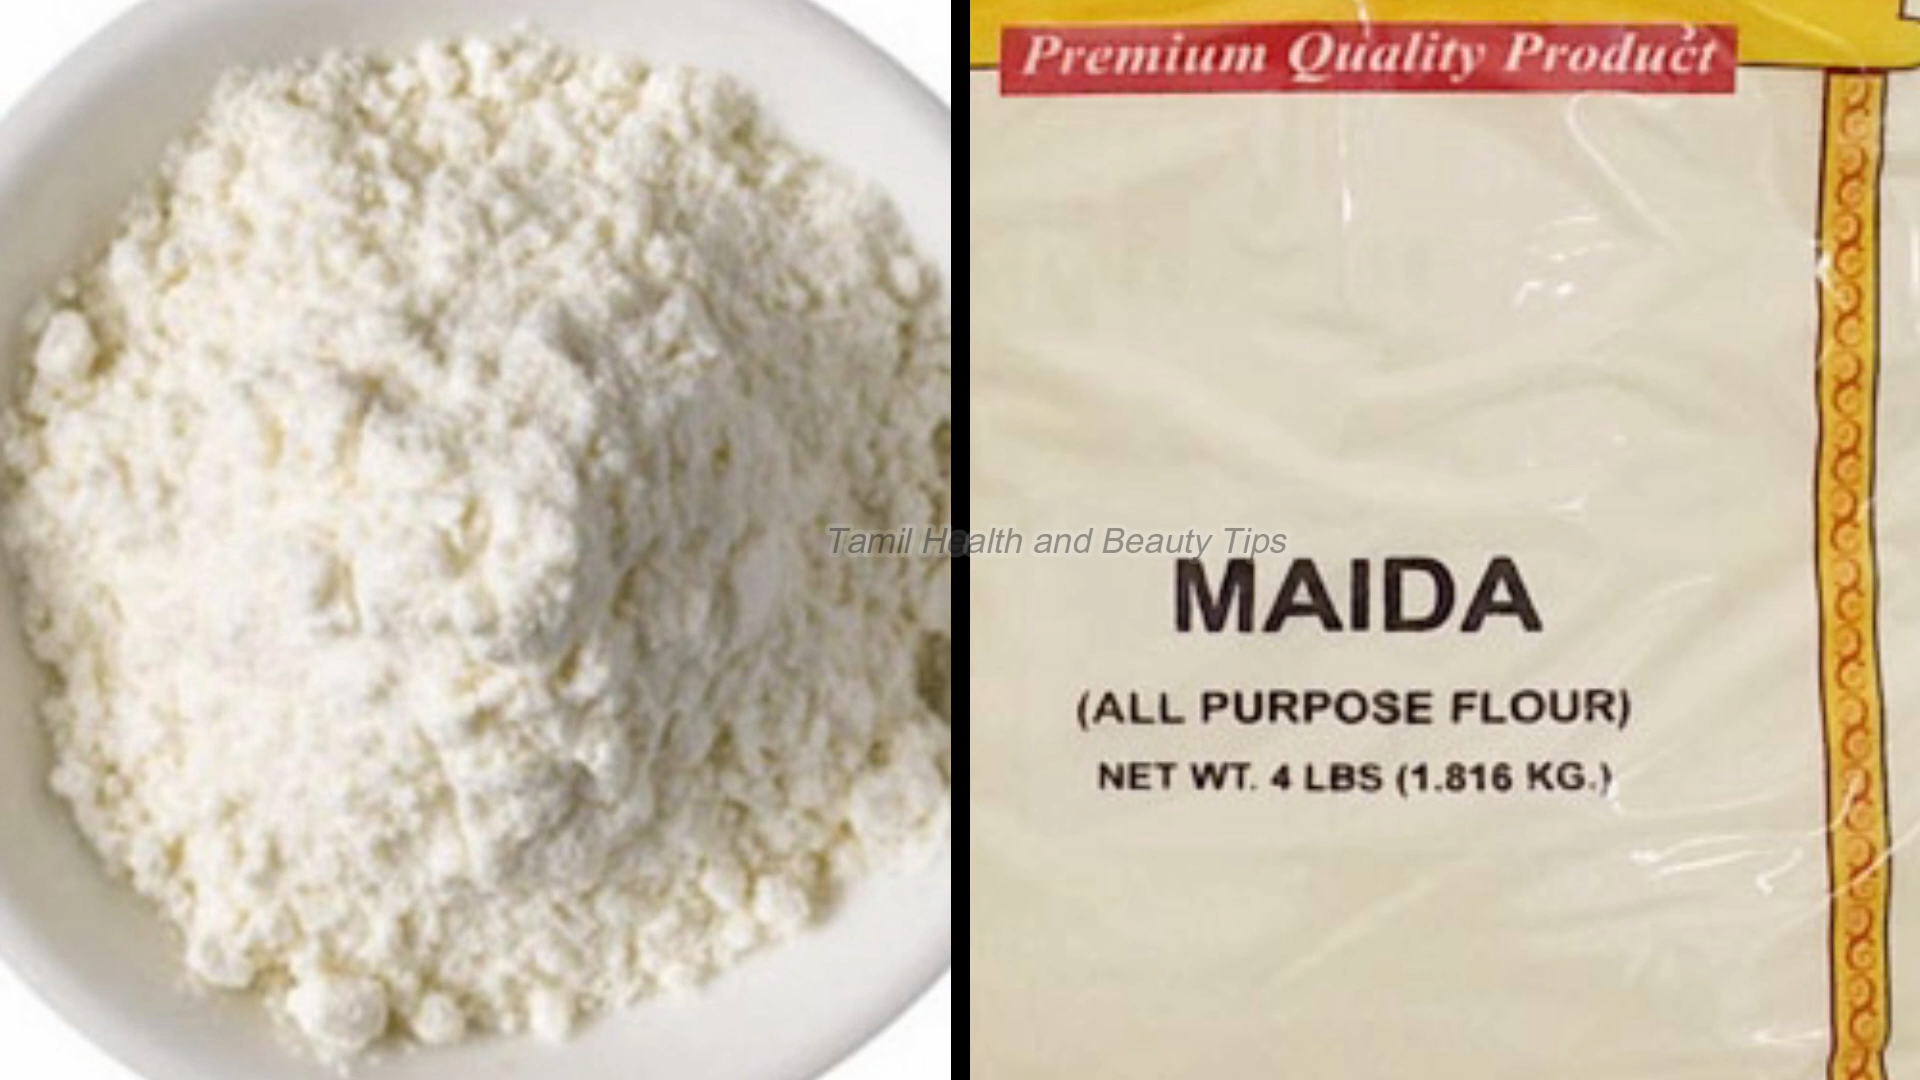 Premium Quality Product
Tamil Health and Beauty Tips
MAIDA
(ALL PURPOSE FLOUR)
NET WT. 4 LBS (1.816 KG.)